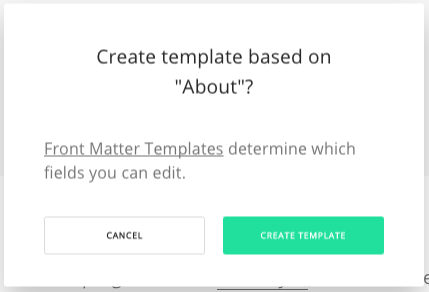 Create template based on
"About"?
Front Matter Templates determine which
fields you can edit.
CANCEL
CREATE TEMPLATE